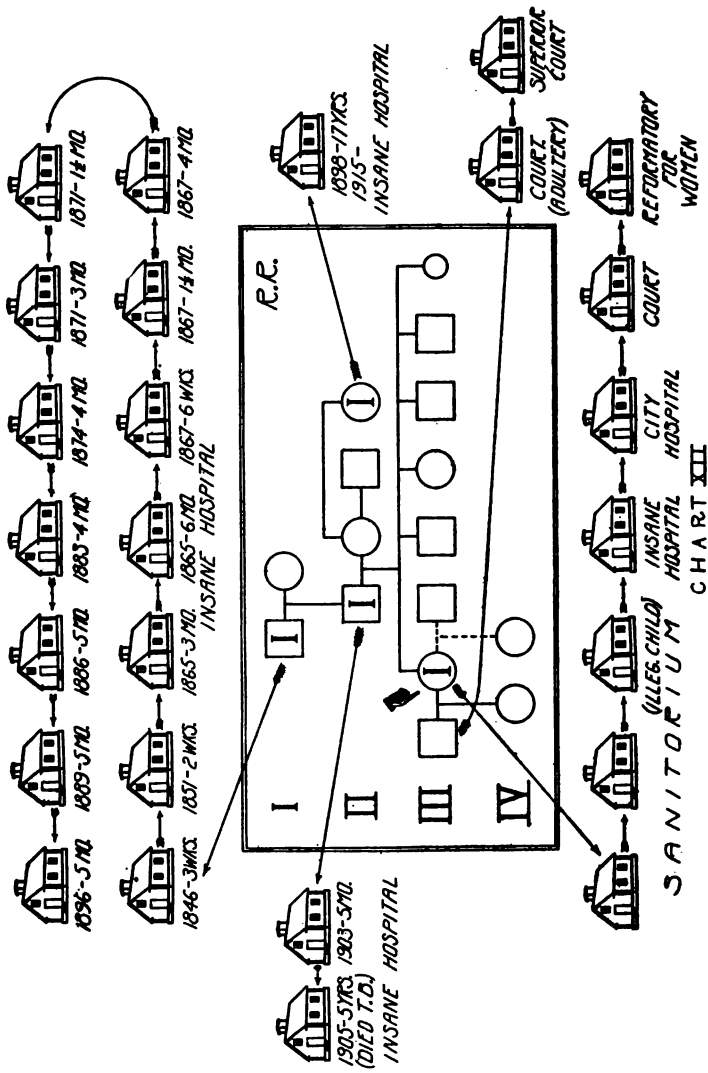 1896-5 MO. 1889-5 MO. 1886-5 MO. 1883-4 MO. 1874-4 MO. 1871-3 MO. 1871-1½ MO.
1846-3 WKS. 1851-2 WKS. 1865-3 MO. 1865-6 MO. 1867-6 WKS. 1867-1½ MO. 1867-4 MO.
INSANE HOSPITAL
1898-17 YRS.
1915-
INSANE HOSPITAL
R.R.
I
I
I
I
I
II
III
IV
1905-5 YRS. 1903-5 MO.
(DIED T.B.)
INSANE HOSPITAL
COURT
(ADULTERY)
SUPERIOR
COURT
(ILLEG. CHILD)
SANITORIUM
INSANE
HOSPITAL
CITY
HOSPITAL
COURT
REFORMATORY
FOR
WOMEN
CHART XII